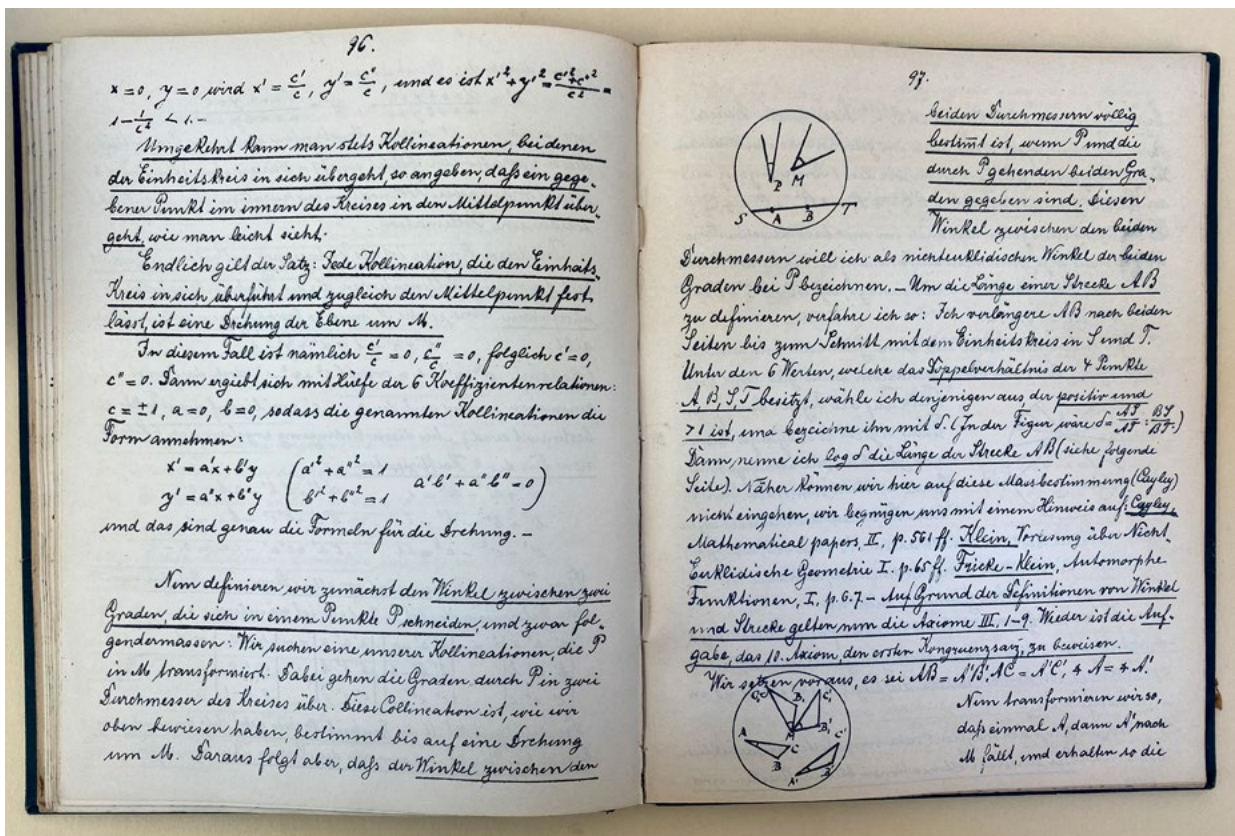 96.
x=0, y=0 wird x' = c'/c, y' = c''/c, und es ist x'² + y'² = (c'²+c''²)/c² =
1 - 1/c² < 1. -
Umgekehrt kann man stets Kollineationen, bei denen
der Einheitskreis in sich übergeht, so angeben, daß ein gege-
bener Punkt im innern des Kreises in den Mittelpunkt über-
geht, wie man leicht sieht.
Endlich gilt der Satz: Jede Kollineation, die den Einheits-
kreis in sich überführt und zugleich den Mittelpunkt fest
lässt, ist eine Drehung der Ebene um M.
In diesem Fall ist nämlich c'/c = 0, c''/c = 0, folglich c' = 0,
c'' = 0. Dann ergiebt sich mit der 6 Koeffizientenrelationen:
c = ± 1, a = 0, b = 0, sodass die genannten Kollineationen die
Form annehmen:
x' = a'x + b'y (a'² + a''² = 1
a'b' + a''b'' = 0)
y' = a''x + b''y b'² + b''² = 1
und das sind genau die Formeln für die Drehung. -
Nun definieren wir zunächst den Winkel zwischen zwei
Graden, die sich in einem Punkte P schneiden, und zwar fol-
gendermassen: Wir suchen eine unserer Kollineationen, die P
in M transformiert. Dabei gehen die Graden durch P in zwei
Durchmesser des Kreises über. Diese Collineation ist, wie wir
oben bewiesen haben, bestimmt bis auf eine Drehung
um M. Daraus folgt aber, daß der Winkel zwischen den
97.
P M
S A B T
beiden Durchmessern völlig
bestim̅t ist, wenn P und die
durch P gehenden beiden Gra-
den gegeben sind. Diesen
Winkel zwischen den beiden
Durchmessern will ich als nichteuklidischen Winkel der beiden
Graden bei P bezeichnen. - Um die Länge einer Strecke AB
zu definieren, verfahre ich so: Ich verlängere AB nach beiden
Seiten bis zum Schnitt mit dem Einheitskreis in S und T.
Unter den 6 Werten, welche das Doppelverhältnis der 4 Punkte
A, B, S, T besitzt, wähle ich denjenigen aus, der positiv und
>1 ist, und bezeichne ihn mit δ. (In der Figur wäre δ = AS/AT : BS/BT.)
Dann nenne ich log δ die Länge der Strecke AB (siehe folgende
Seite). Näher können wir hier auf diese Massbestimmung (Cayley)
nicht eingehen, wir begnügen uns mit einem Hinweis auf: Cayley,
Mathematical papers, II, p. 561 ff. Klein, Vorlesung über Nicht-
Euklidische Geometrie I. p. 65 ff. Fricke-Klein, Automorphe
Funktionen, I, p. 6.7. - Auf Grund der Definitionen von Winkel
und Strecke gelten nun die Axiome III, 1-9. Wieder ist die Auf-
gabe, das 10. Axiom, den ersten Kongruenzsatz, zu beweisen.
Wir setzen voraus, es sei AB = A'B', AC = A'C', ∢ A = ∢ A'.
Nun transformieren wir so,
daß einmal A, dann A' nach
M fällt, und erhalten so die
C₁ B₁ C₁'
M B₁'
A C C'
B A' B'